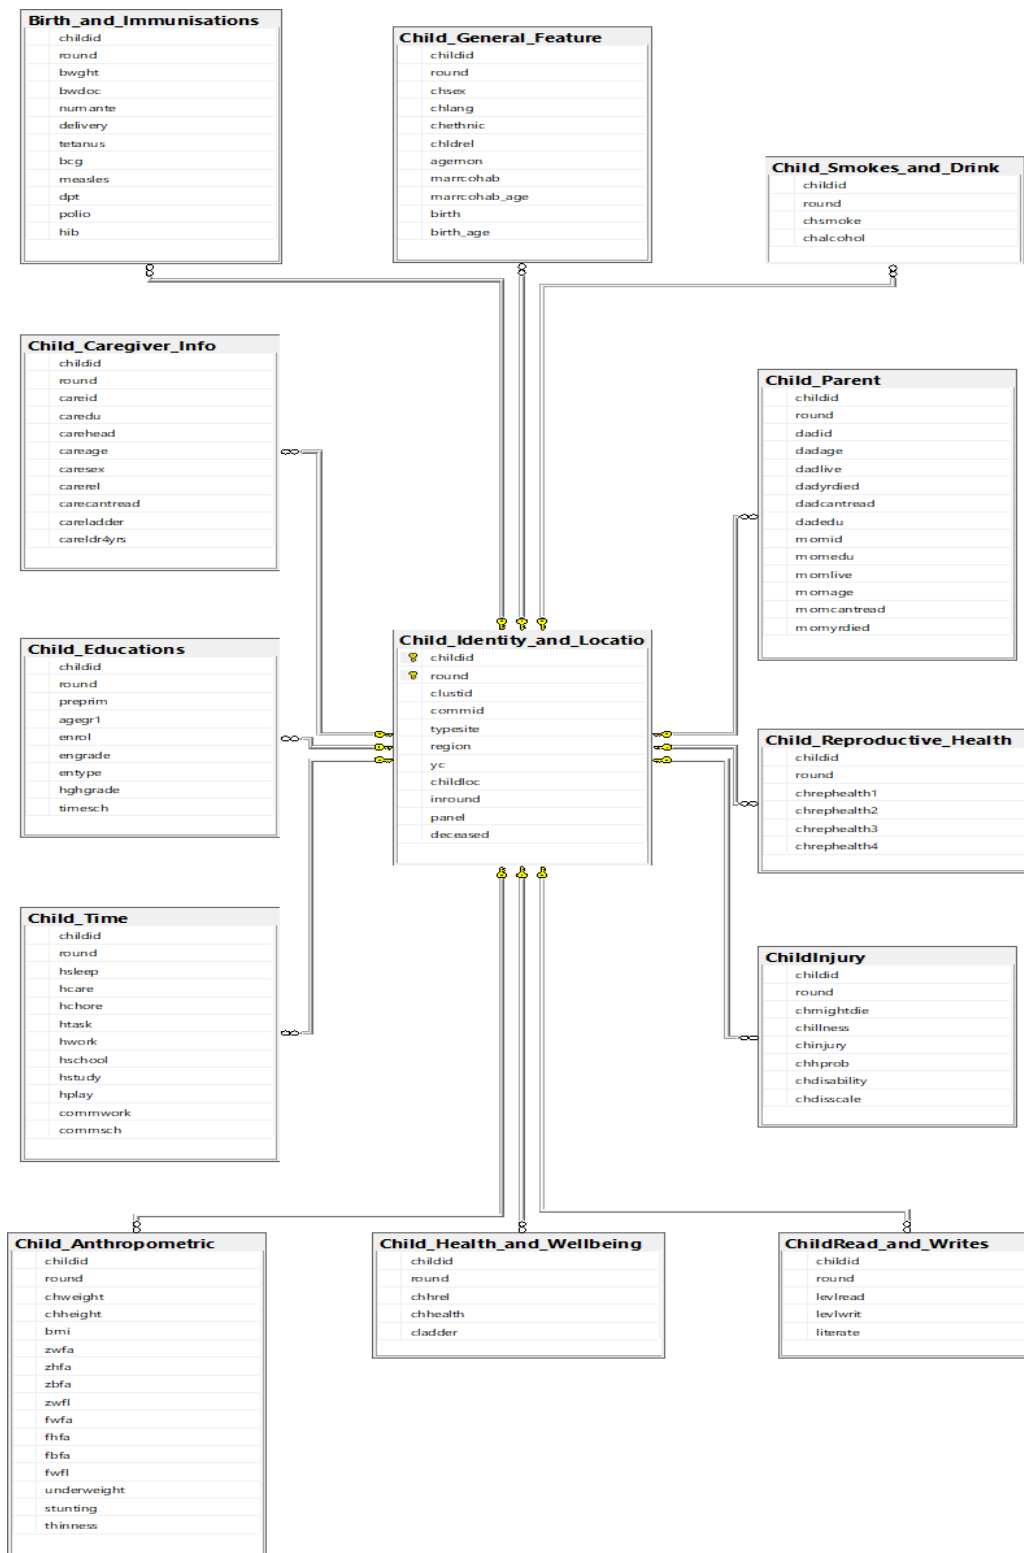 Birth_and_Immunisations
childid
round
bwght
bwdoc
numante
delivery
tetanus
bcg
measles
dpt
polio
hib
Child_General_Feature
childid
round
chsex
chlang
chethnic
chldrel
agemon
marrcohab
marrcohab_age
birth
birth_age
Child_Smokes_and_Drink
childid
round
chsmoke
chalcohol
Child_Caregiver_Info
childid
round
careid
caredu
carehead
careage
caresex
carerel
carecantread
careladder
careldr4yrs
Child_Parent
childid
round
dadid
dadage
dadlive
dadyrdied
dadcantread
dadedu
momid
momedu
momlive
momage
momcantread
momyrdied
Child_Educations
childid
round
preprim
agegr1
enrol
engrade
entype
hghgrade
timesch
Child_Identity_and_Locatio
childid
round
clustid
commid
typesite
region
yc
childloc
inround
panel
deceased
Child_Reproductive_Health
childid
round
chrephealth1
chrephealth2
chrephealth3
chrephealth4
Child_Time
childid
round
hsleep
hcare
hchore
htask
hwork
hschool
hstudy
hplay
commwork
commsch
ChildInjury
childid
round
chmightdie
chillness
chinjury
chhprob
chdisability
chdisscale
Child_Anthropometric
childid
round
chweight
chheight
bmi
zwfa
zhfa
zbfa
zwfl
fwfa
fhfa
fbfa
fwfl
underweight
stunting
thinness
Child_Health_and_Wellbeing
childid
round
chhrel
chhealth
cladder
ChildRead_and_Writes
childid
round
levlread
levlwrit
literate